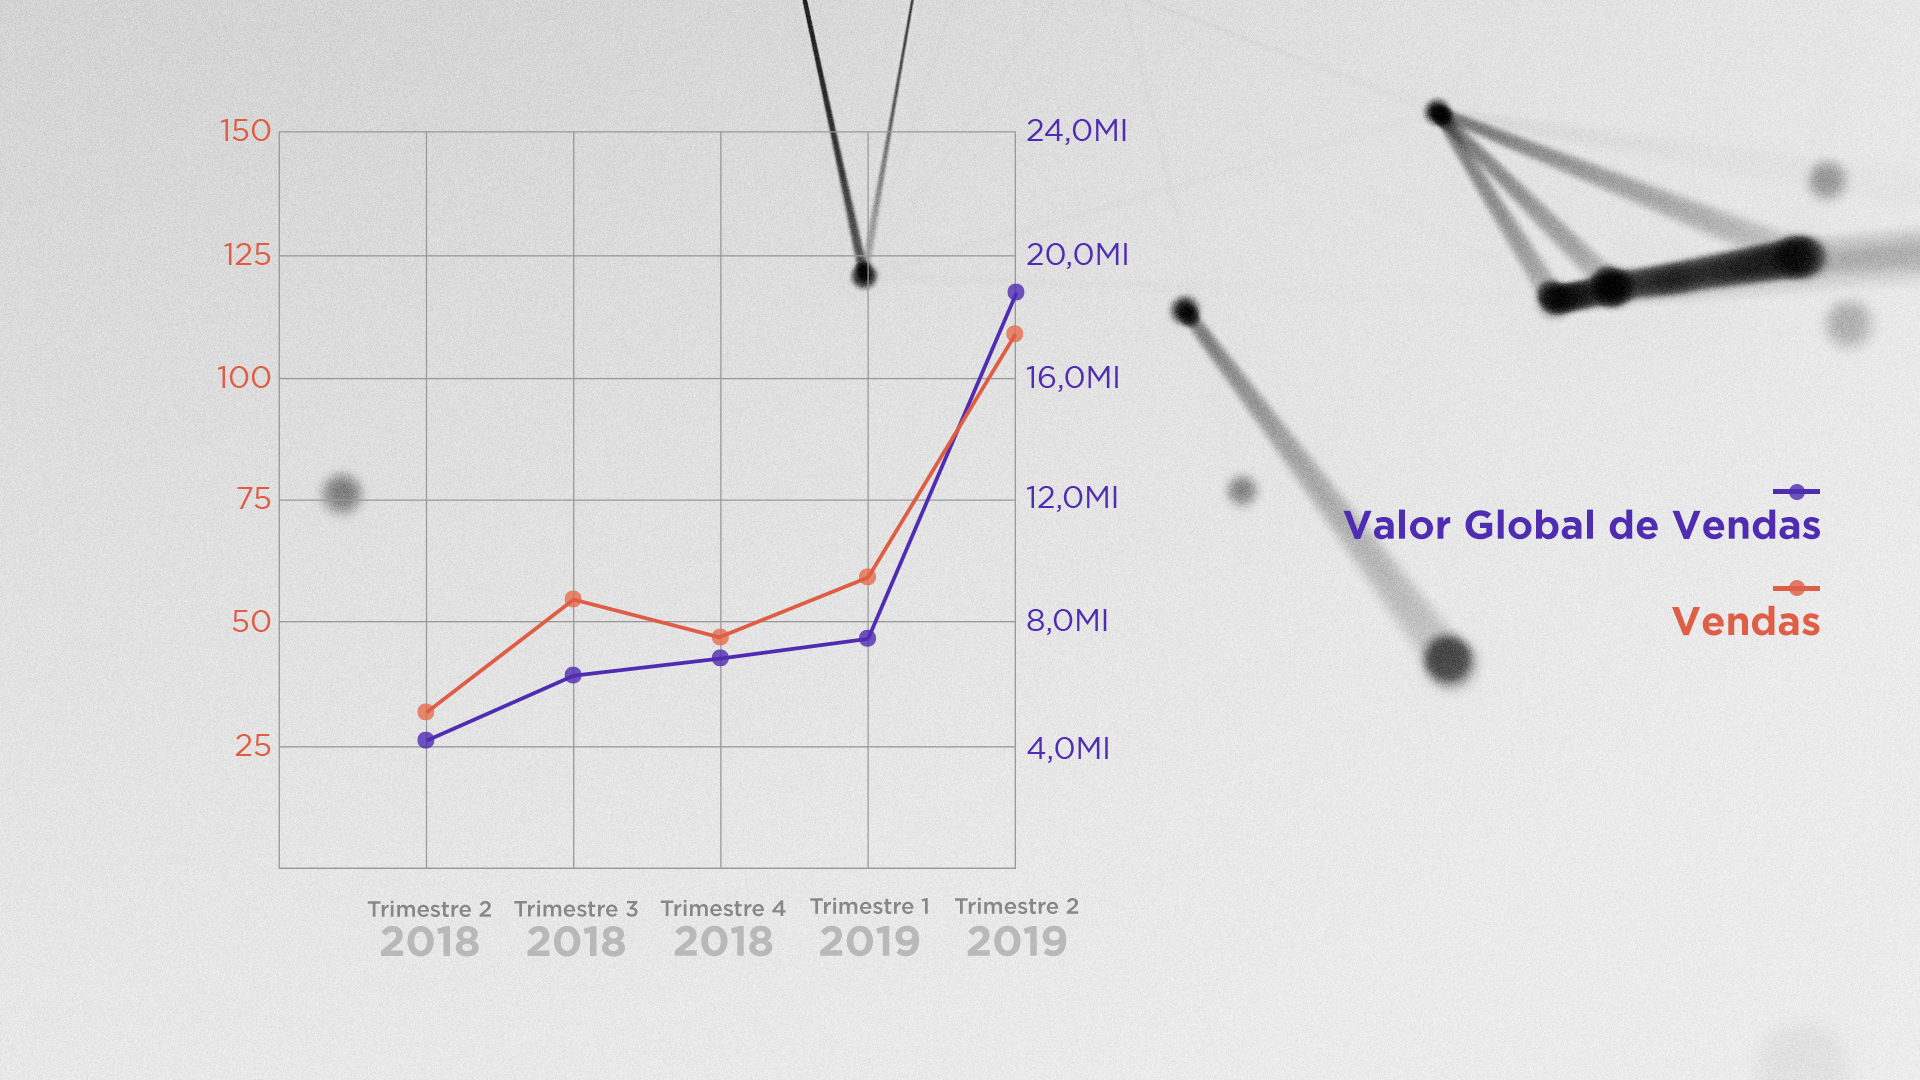 150
125
100
75
50
25
24,0MI
20,0MI
16,0MI
12,0MI
8,0MI
4,0MI
Trimestre 2 Trimestre 3 Trimestre 4 Trimestre 1 Trimestre 2
2018 2018 2018 2019 2019
Valor Global de Vendas
Vendas